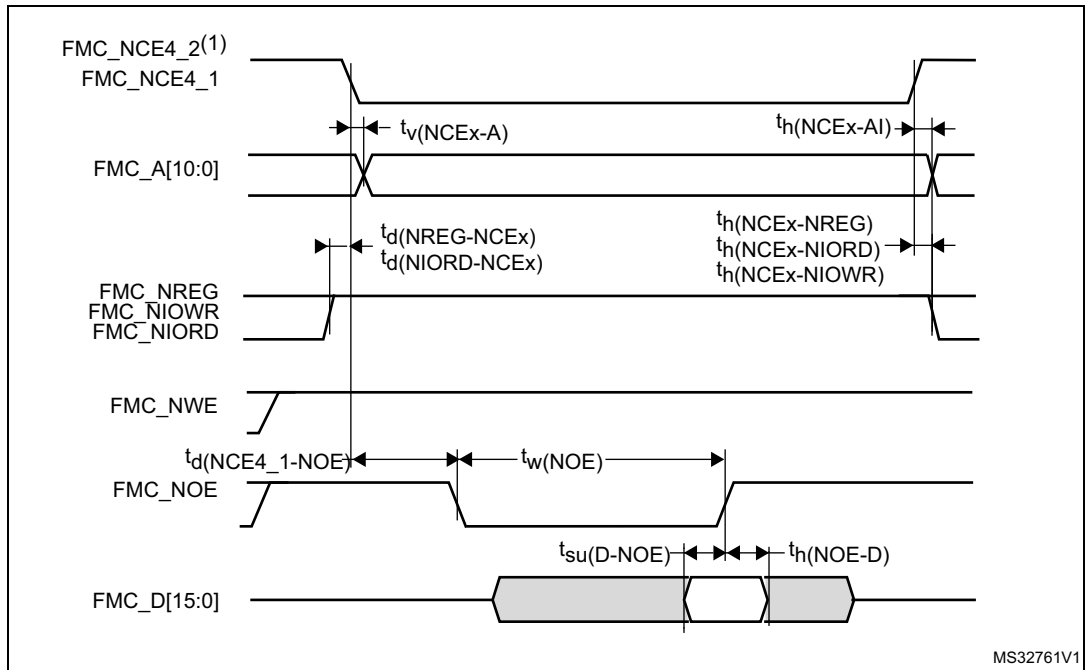 FMC_NCE4_2(1)
FMC_NCE4_1
tv(NCEx-A)
th(NCEx-AI)
FMC_A[10:0]
td(NREG-NCEx)
td(NIORD-NCEx)
th(NCEx-NREG)
th(NCEx-NIORD)
th(NCEx-NIOWR)
FMC_NREG
FMC_NIOWR
FMC_NIORD
FMC_NWE
td(NCE4_1-NOE)
tw(NOE)
FMC_NOE
tsu(D-NOE)
th(NOE-D)
FMC_D[15:0]
MS32761V1